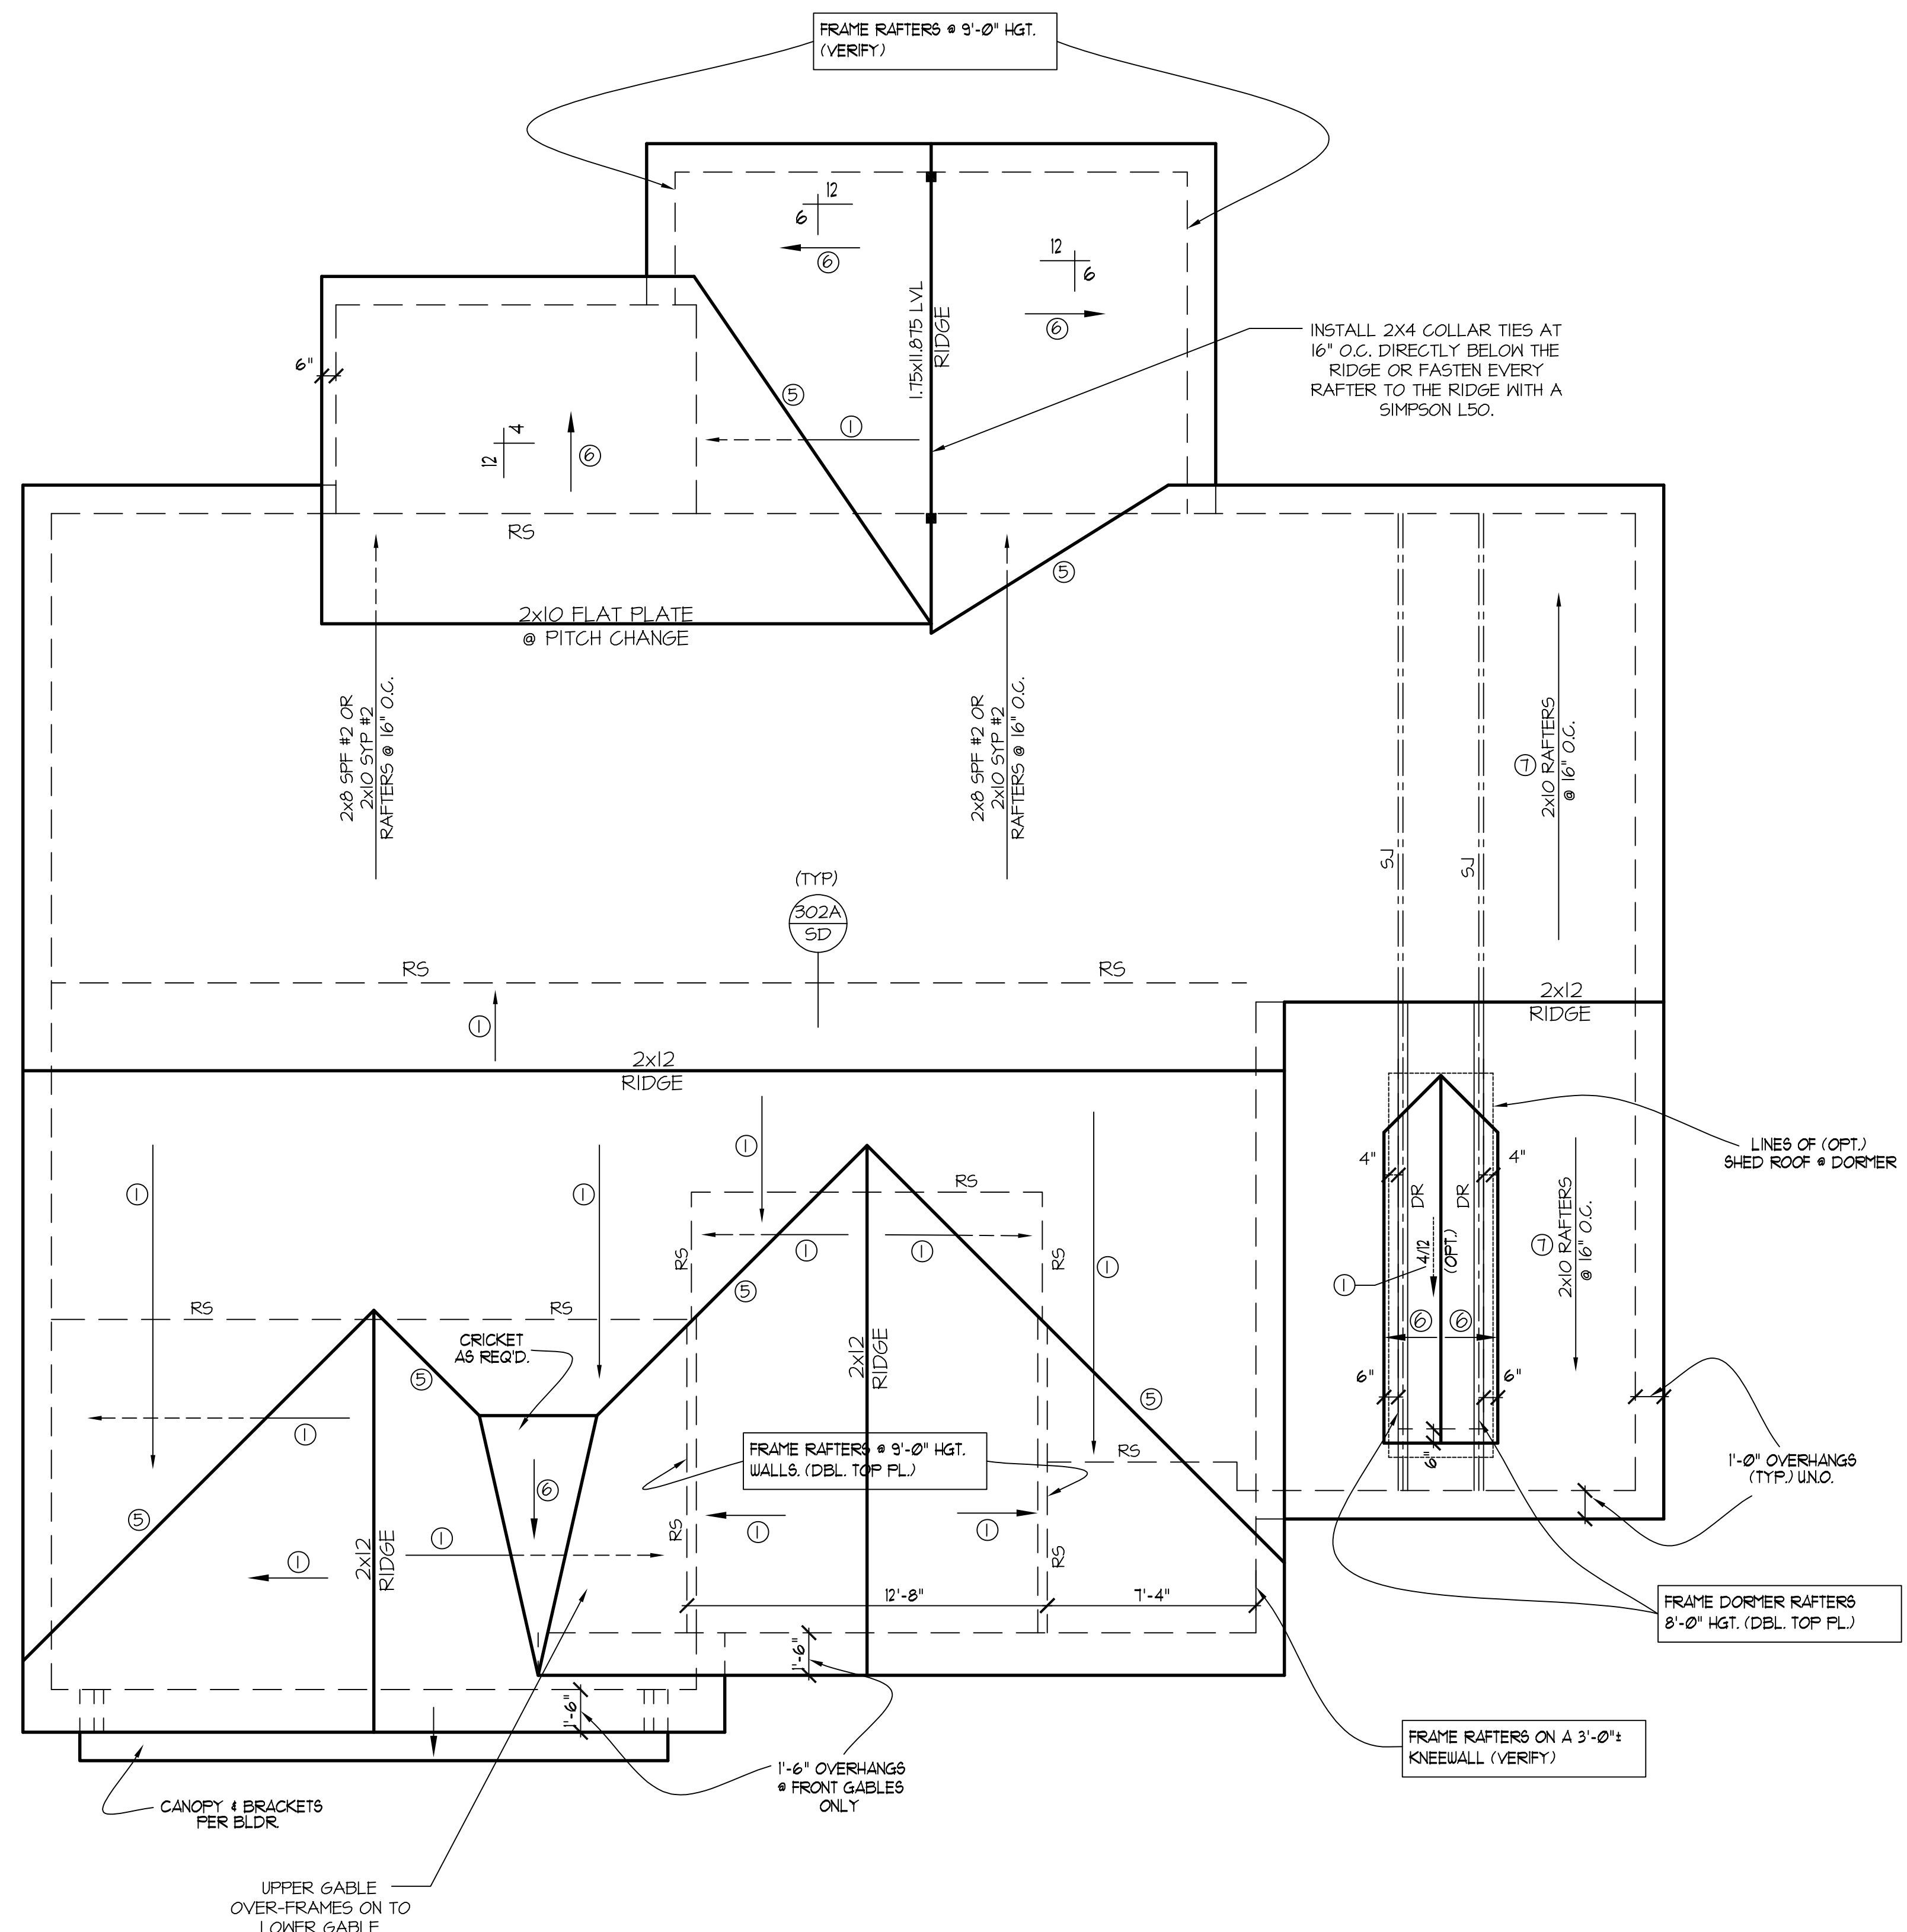 FRAME RAFTERS @ 9'-0" HGT.
(VERIFY)
12
6
6
12
6
6
1.75x11.875 LVL
RIDGE
INSTALL 2X4 COLLAR TIES AT
16" O.C. DIRECTLY BELOW THE
RIDGE OR FASTEN EVERY
RAFTER TO THE RIDGE WITH A
SIMPSON L50.
6"
5
1
4
12
6
RS
5
2x10 FLAT PLATE
@ PITCH CHANGE
2x8 SPF #2 OR
2x10 SYP #2
RAFTERS @ 16" O.C.
2x8 SPF #2 OR
2x10 SYP #2
RAFTERS @ 16" O.C.
7
2x10 RAFTERS
@ 16" O.C.
SJ
SJ
(TYP)
302A
SD
RS
RS
1
2x12
RIDGE
2x12
RIDGE
LINES OF (OPT.)
SHED ROOF @ DORMER
4"
4"
DR
DR
4/12
(OPT.)
1
6
6
6"
6"
6"
7
2x10 RAFTERS
@ 16" O.C.
1
1
1
1
RS
RS
RS
1
1
5
RS
RS
CRICKET
AS REQ'D.
5
2x12
RIDGE
5
1
FRAME RAFTERS @ 9'-0" HGT.
WALLS. (DBL. TOP PL.)
RS
1'-0" OVERHANGS
(TYP.) U.N.O.
6
5
1
1
2x12
RIDGE
1
RS
1
1
RS
12'-8"
7'-4"
FRAME DORMER RAFTERS
8'-0" HGT. (DBL. TOP PL.)
1'-6"
1'-6"
FRAME RAFTERS ON A 3'-0"±
KNEEWALL (VERIFY)
1'-6" OVERHANGS
@ FRONT GABLES
ONLY
CANOPY & BRACKETS
PER BLDR.
UPPER GABLE
OVER-FRAMES ON TO
LOWER GABLE